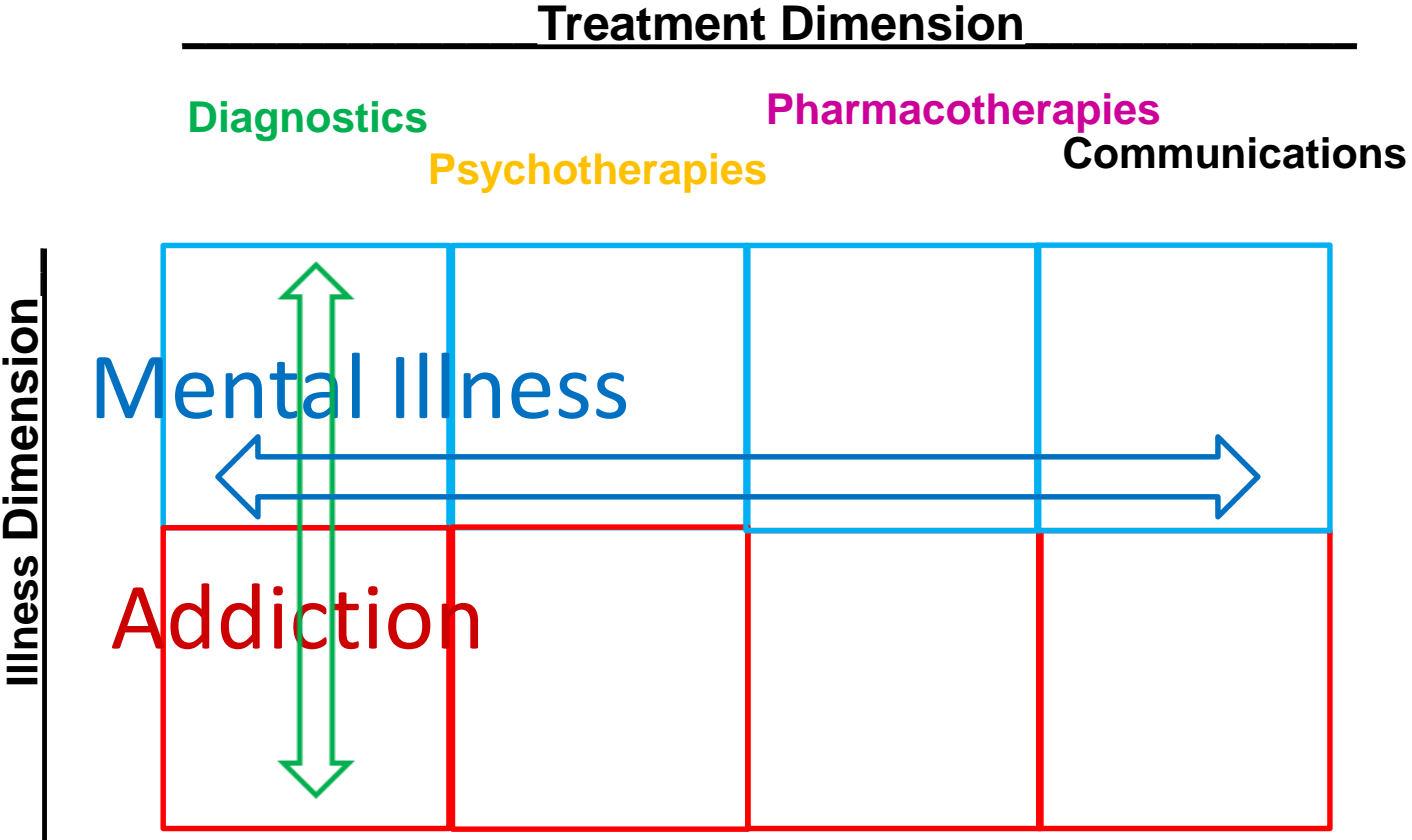 Treatment Dimension
Diagnostics
Pharmacotherapies
Communications
Psychotherapies
Illness Dimension
Mental Illness
Addiction